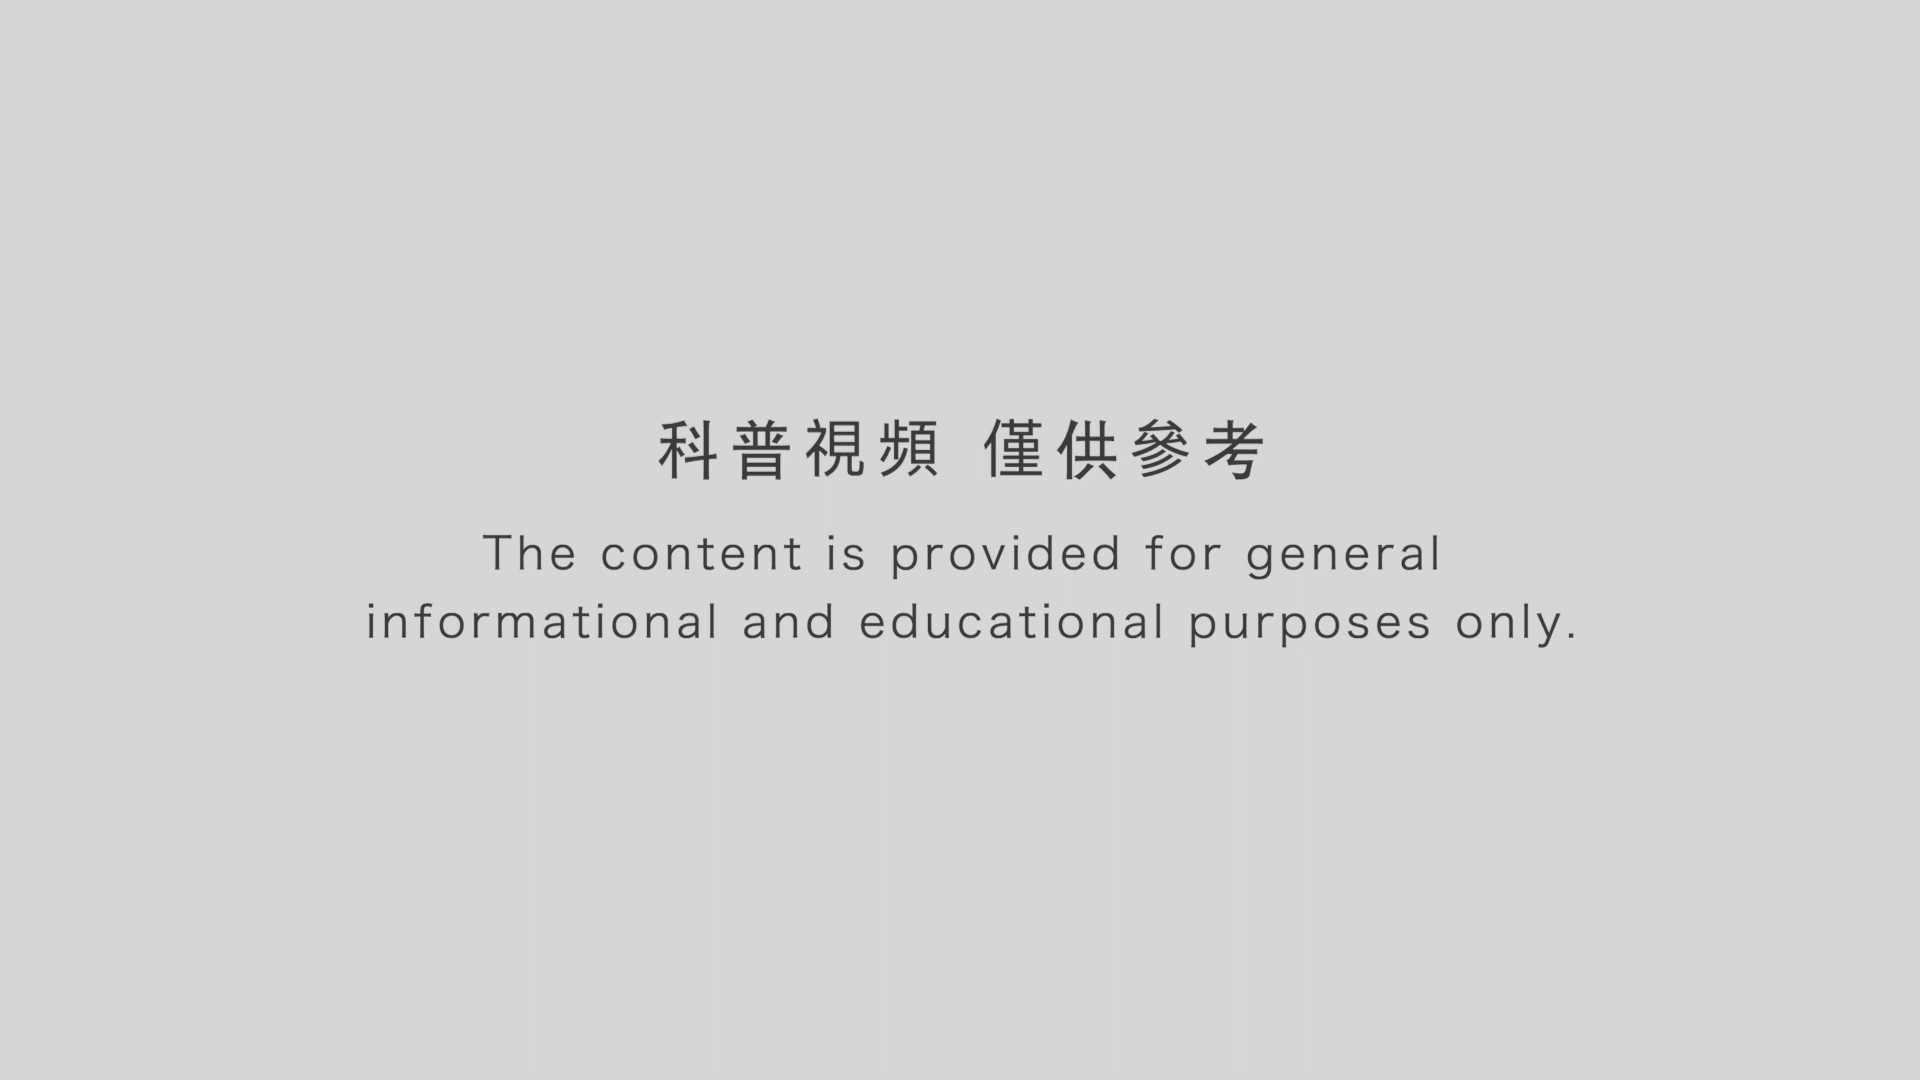 科普視頻 僅供參考
The content is provided for general
informational and educational purposes only.